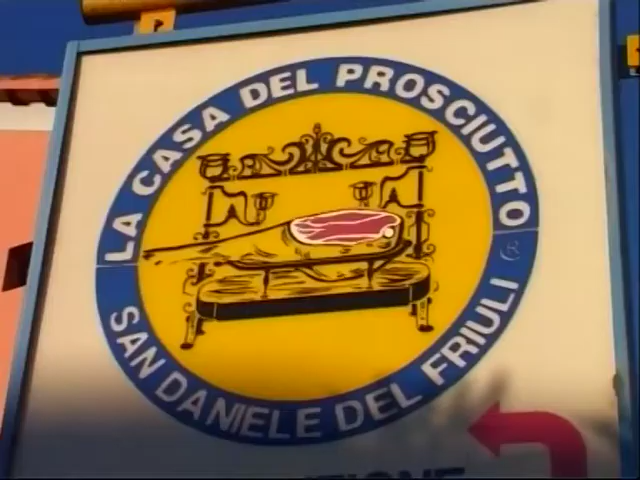 LA CASA DEL PROSCIUTTO
®
SAN DANIELE DEL FRIULI